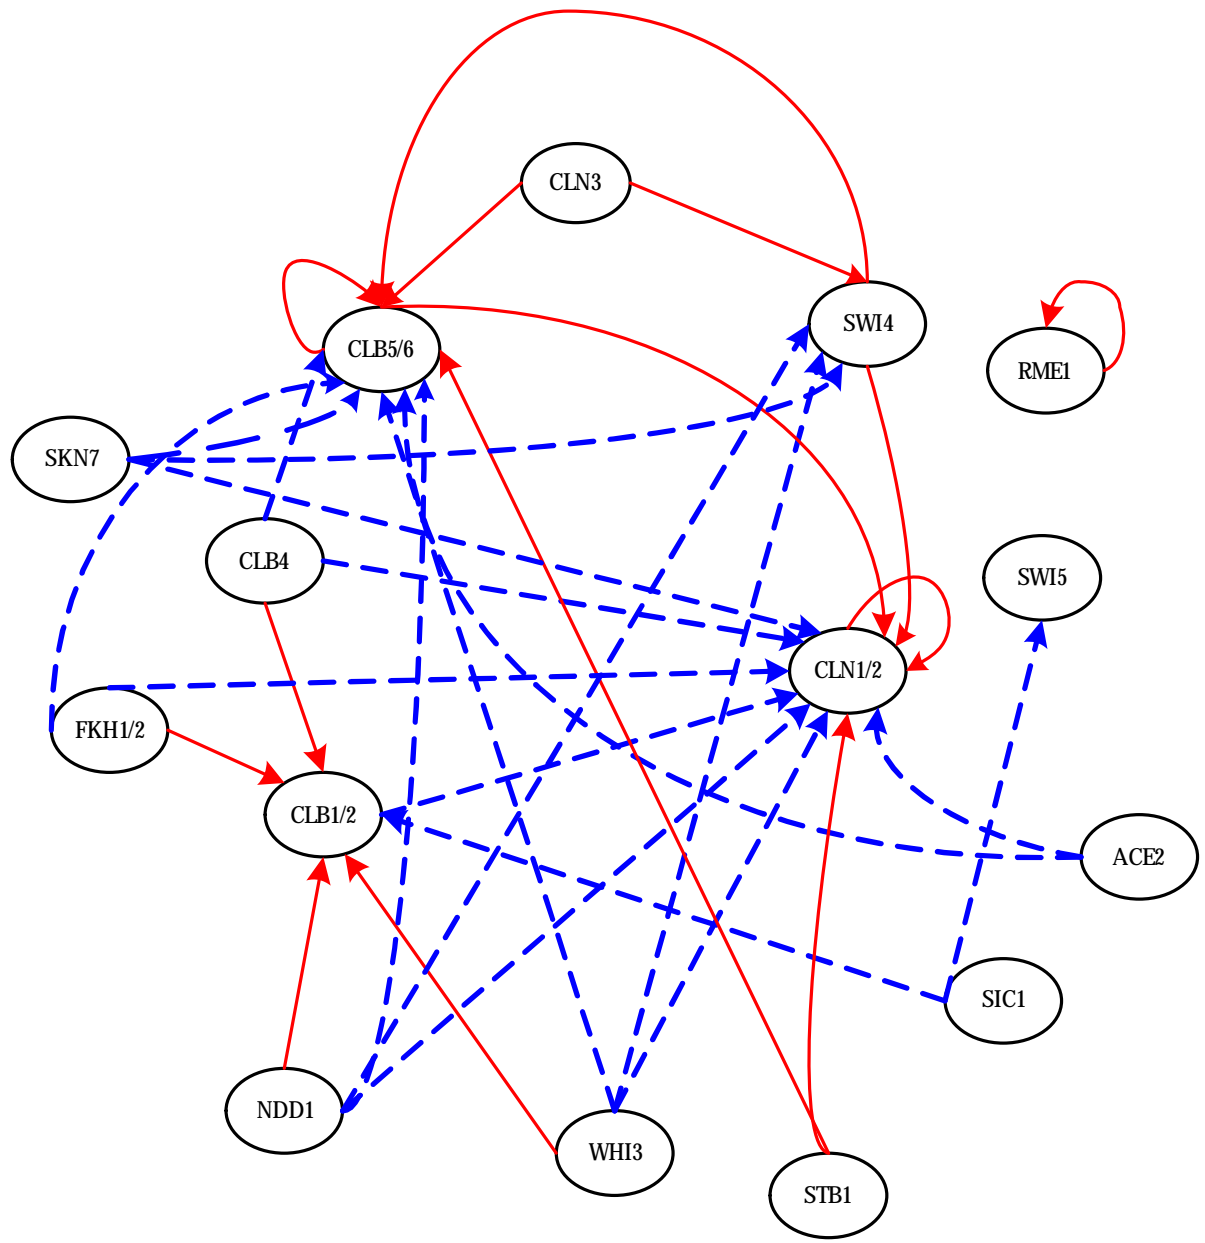 CLN3
SWI4
CLB5/6
RME1
SKN7
CLB4
SWI5
CLN1/2
FKH1/2
CLB1/2
ACE2
SIC1
NDD1
WHI3
STB1